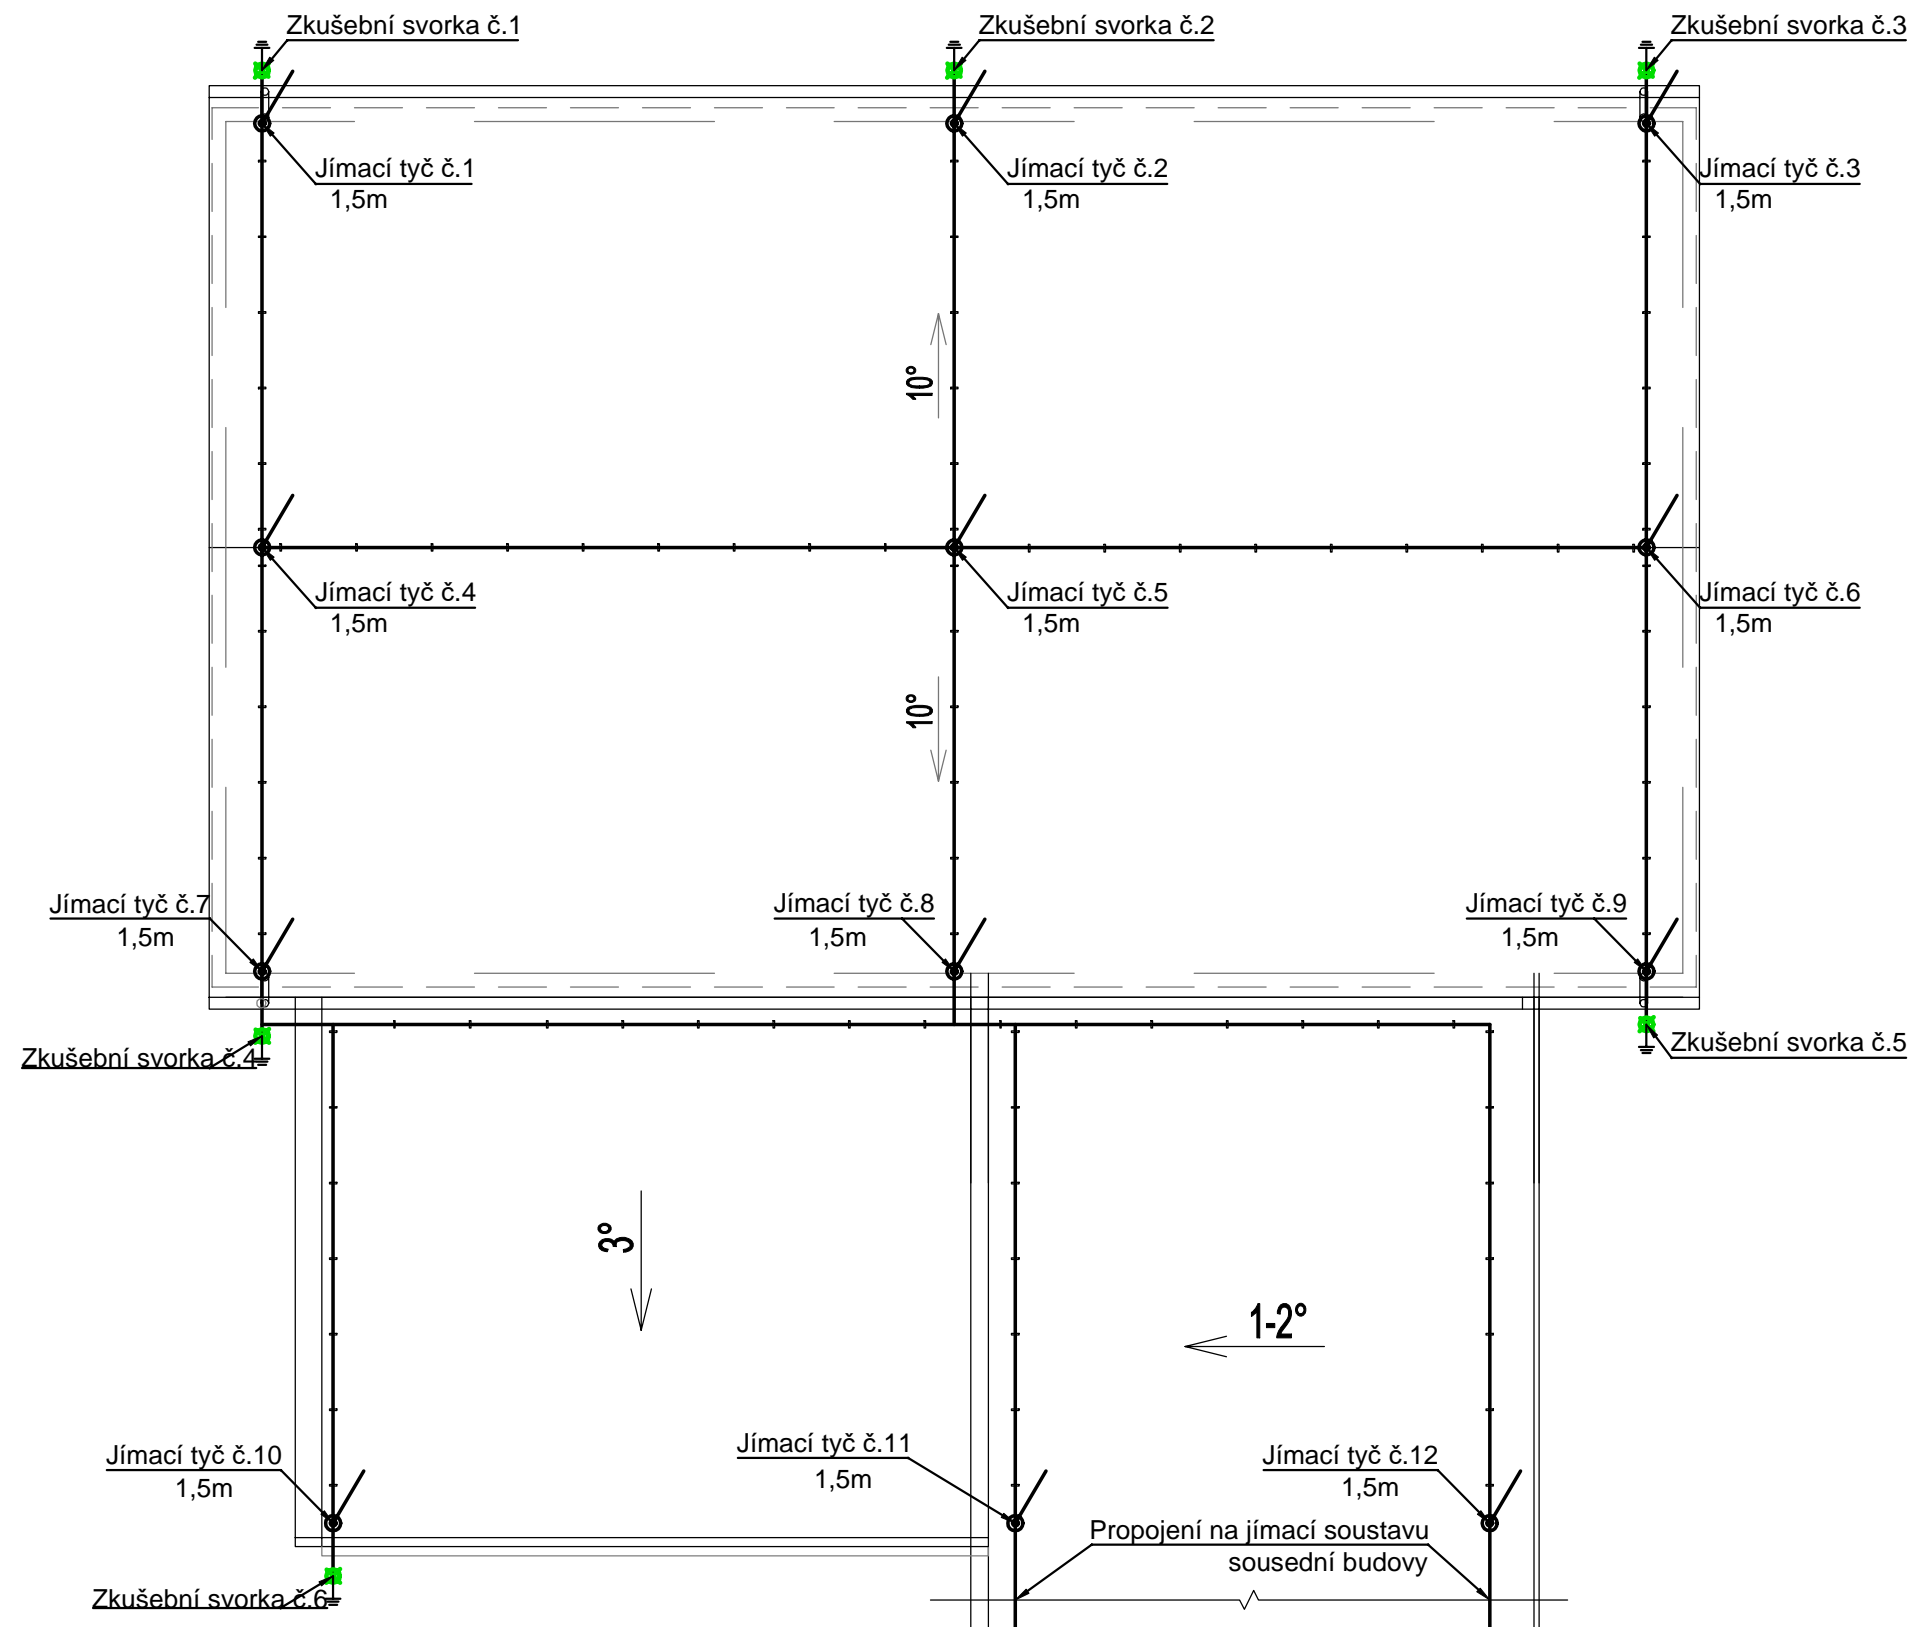 Zkušební svorka č.1
Zkušební svorka č.2
Zkušební svorka č.3
Jímací tyč č.1
1,5m
Jímací tyč č.2
1,5m
Jímací tyč č.3
1,5m
10°
Jímací tyč č.4
1,5m
Jímací tyč č.5
1,5m
Jímací tyč č.6
1,5m
10°
Jímací tyč č.7
1,5m
Jímací tyč č.8
1,5m
Jímací tyč č.9
1,5m
Zkušební svorka č.4
Zkušební svorka č.5
3°
1-2°
Jímací tyč č.10
1,5m
Jímací tyč č.11
1,5m
Jímací tyč č.12
1,5m
Propojení na jímací soustavu
sousední budovy
Zkušební svorka č.6